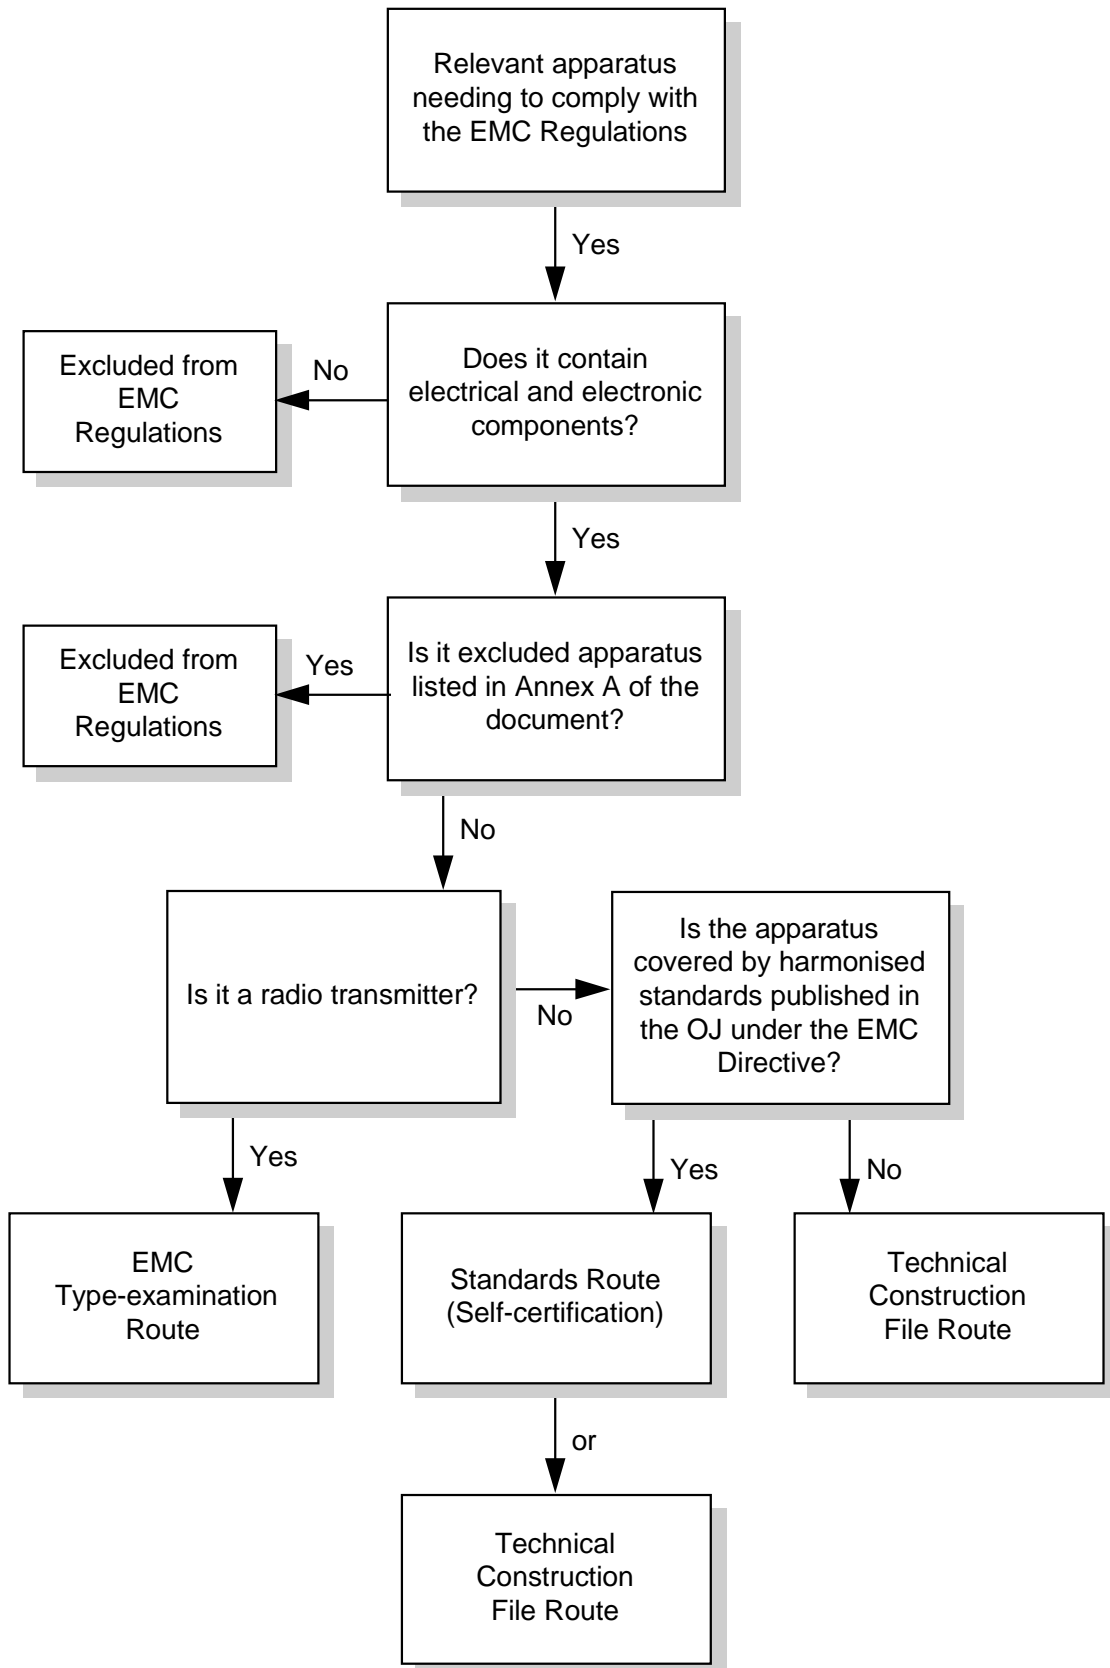 Relevant apparatus
needing to comply with
the EMC Regulations
Yes
Excluded from
EMC
Regulations
No
Does it contain
electrical and electronic
components?
Yes
Excluded from
EMC
Regulations
Yes
Is it excluded apparatus
listed in Annex A of the
document?
No
Is it a radio transmitter?
No
Is the apparatus
covered by harmonised
standards published in
the OJ under the EMC
Directive?
Yes
Yes
No
EMC
Type-examination
Route
Standards Route
(Self-certification)
Technical
Construction
File Route
or
Technical
Construction
File Route